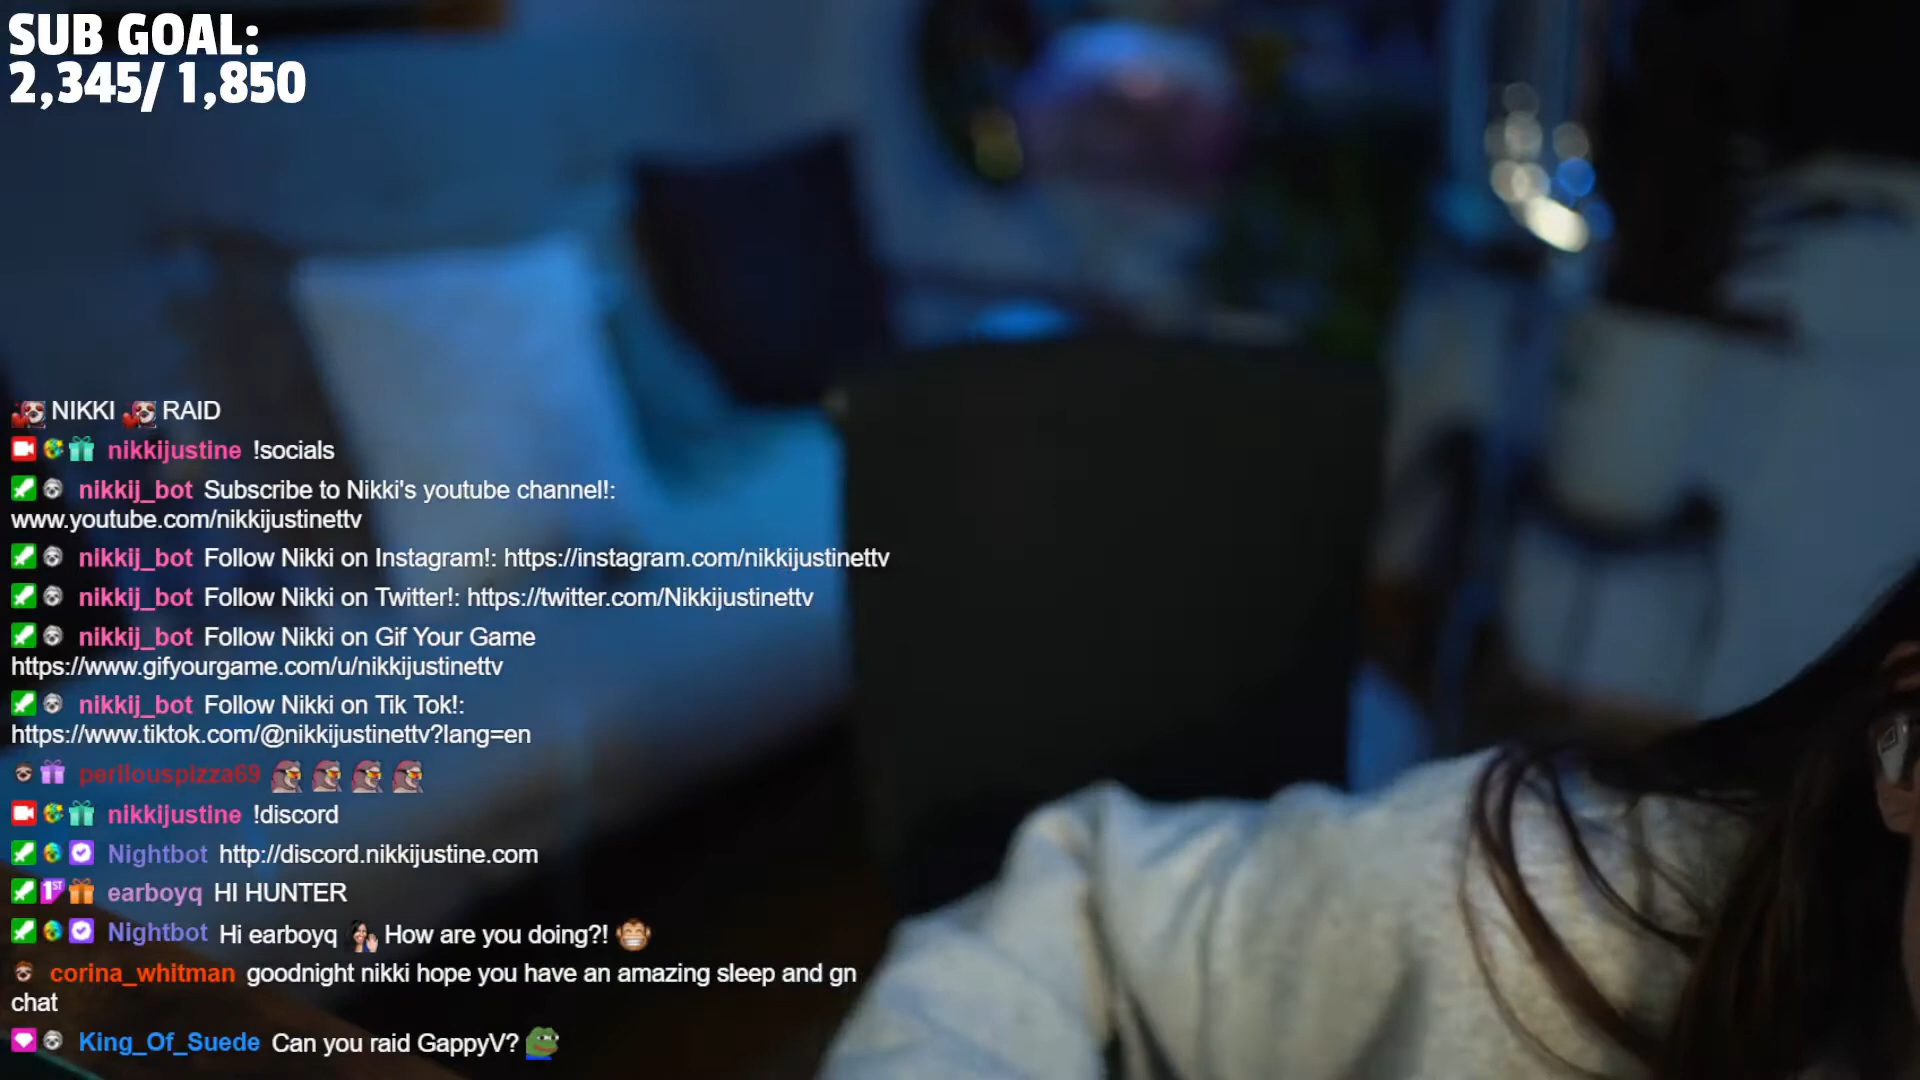 SUB GOAL:
2,345/ 1,850
NIKKI RAID
nikkijustine !socials
nikkij_bot Subscribe to Nikki's youtube channel!:
www.youtube.com/nikkijustinettv
nikkij_bot Follow Nikki on Instagram!: https://instagram.com/nikkijustinettv
nikkij_bot Follow Nikki on Twitter!: https://twitter.com/Nikkijustinettv
nikkij_bot Follow Nikki on Gif Your Game
https://www.gifyourgame.com/u/nikkijustinettv
nikkij_bot Follow Nikki on Tik Tok!:
https://www.tiktok.com/@nikkijustinettv?lang=en
perilouspizza69
nikkijustine !discord
Nightbot http://discord.nikkijustine.com
1ST earboyq HI HUNTER
Nightbot Hi earboyq How are you doing?!
corina_whitman goodnight nikki hope you have an amazing sleep and gn
chat
King_Of_Suede Can you raid GappyV?